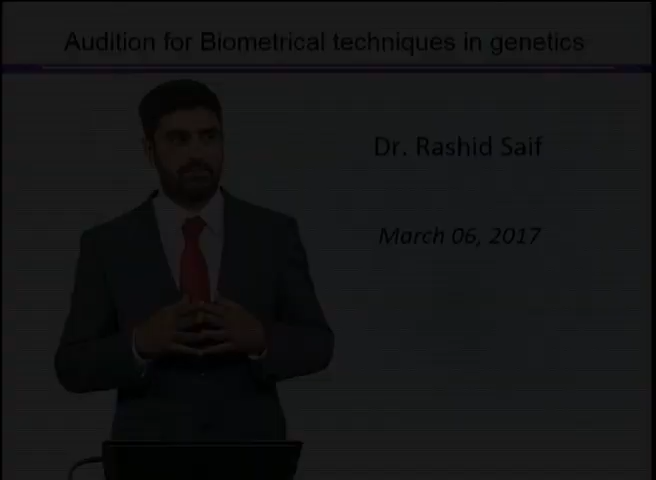 Audition for Biometrical techniques in genetics
Dr. Rashid Saif
March 06, 2017